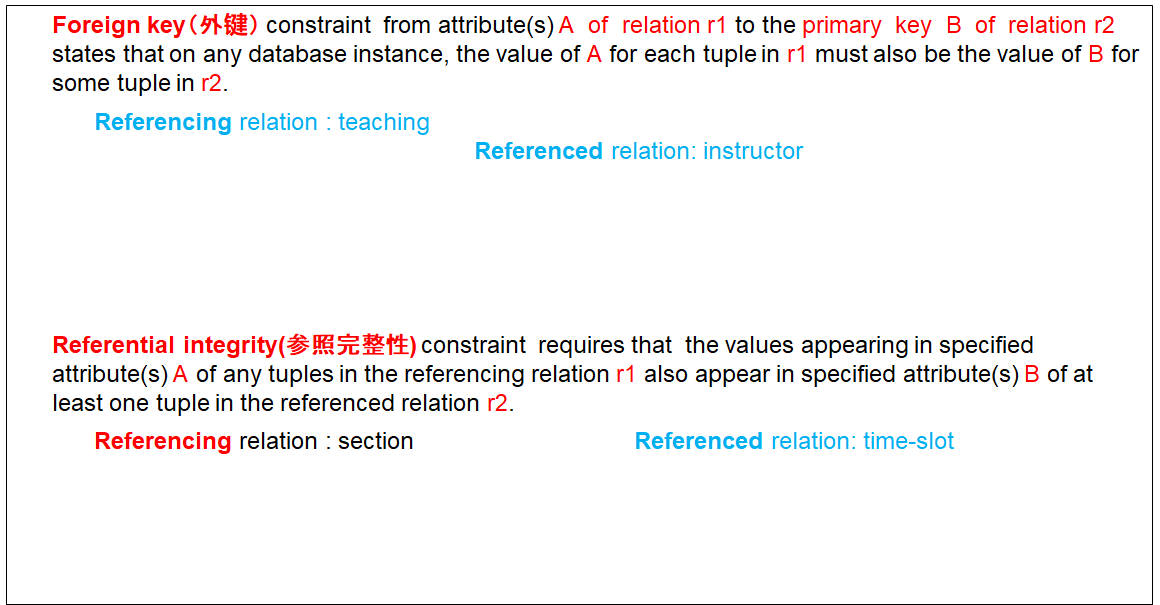 Foreign key（外键） constraint from attribute(s) A of relation r1 to the primary key B of relation r2
states that on any database instance, the value of A for each tuple in r1 must also be the value of B for
some tuple in r2.
Referencing relation : teaching
Referenced relation: instructor
Referential integrity(参照完整性) constraint requires that the values appearing in specified
attribute(s) A of any tuples in the referencing relation r1 also appear in specified attribute(s) B of at
least one tuple in the referenced relation r2.
Referencing relation : section Referenced relation: time-slot